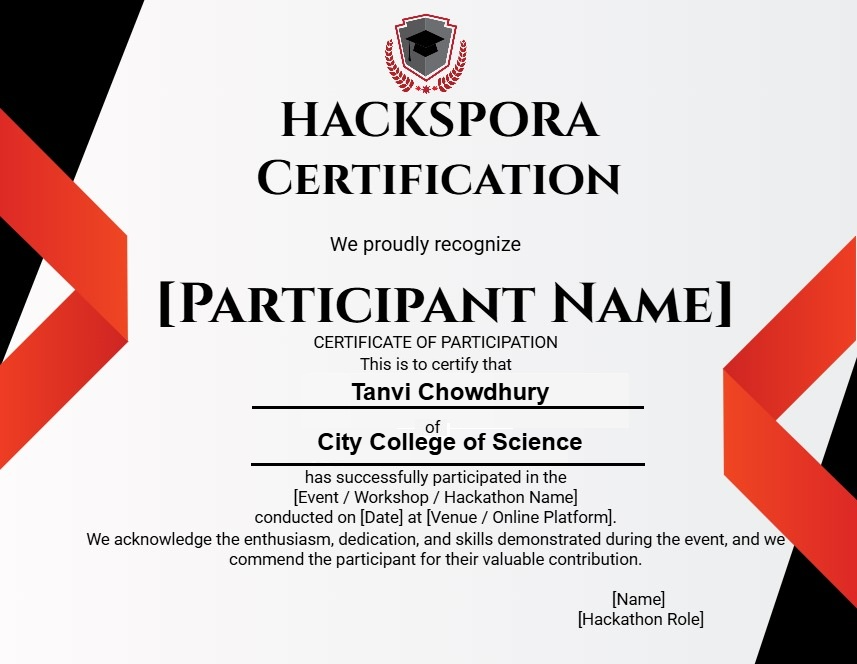 HACKSPORA
CERTIFICATION
We proudly recognize
[PARTICIPANT NAME]
CERTIFICATE OF PARTICIPATION
This is to certify that
Tanvi Chowdhury
of
City College of Science
has successfully participated in the
[Event / Workshop / Hackathon Name]
conducted on [Date] at [Venue / Online Platform].
We acknowledge the enthusiasm, dedication, and skills demonstrated during the event, and we
commend the participant for their valuable contribution.
[Name]
[Hackathon Role]